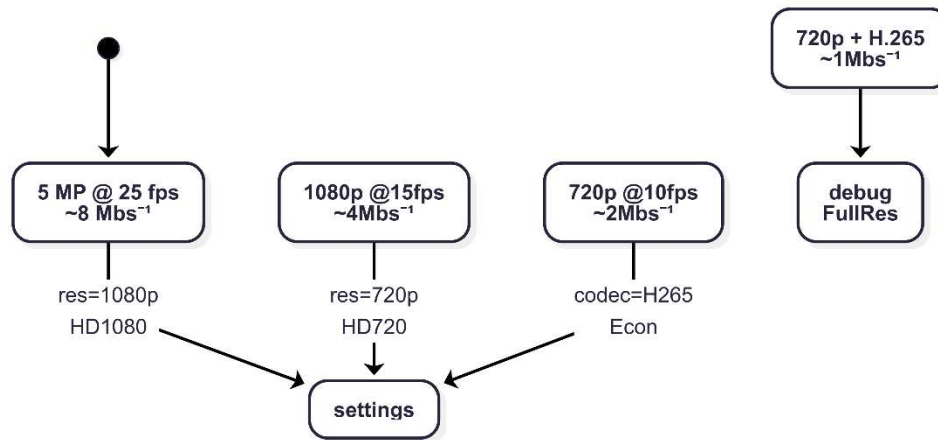 720p + H.265
~1Mbs⁻¹
5 MP @ 25 fps
~8 Mbs⁻¹
1080p @15fps
~4Mbs⁻¹
720p @10fps
~2Mbs⁻¹
debug
FullRes
res=1080p
HD1080
res=720p
HD720
codec=H265
Econ
settings